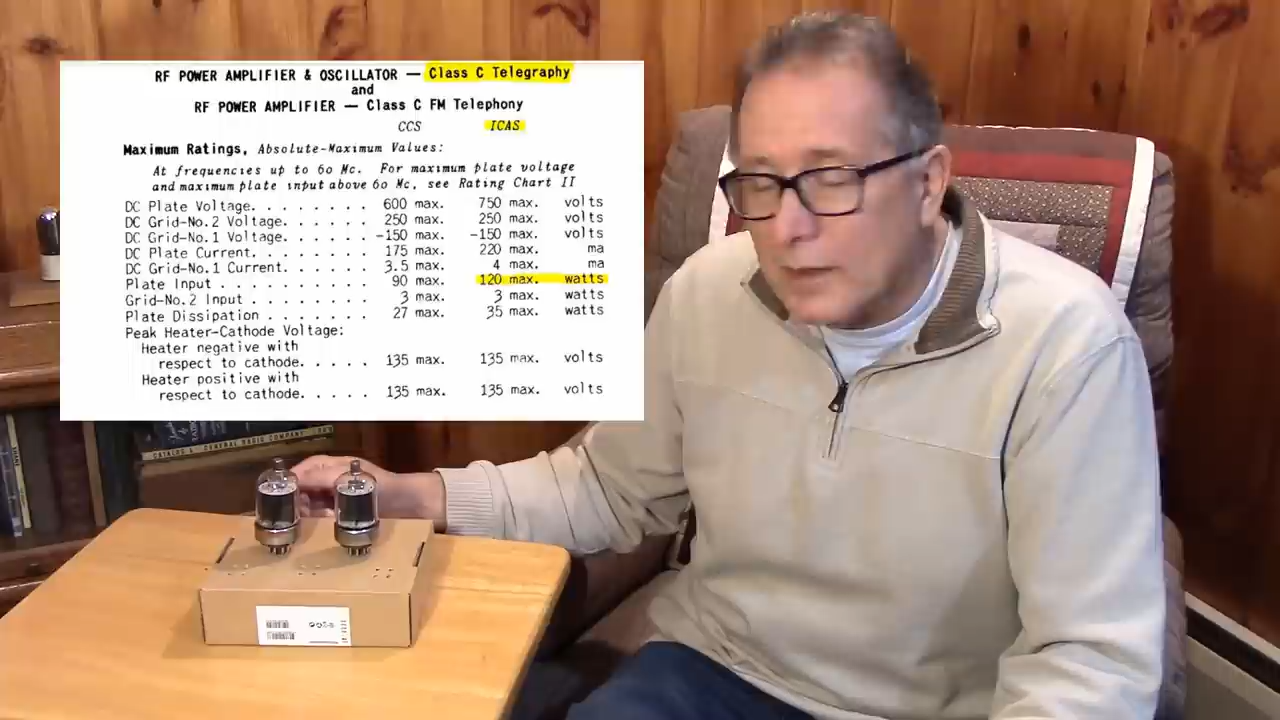 RF POWER AMPLIFIER & OSCILLATOR — Class C Telegraphy
and
RF POWER AMPLIFIER — Class C FM Telephony
CCS ICAS
Maximum Ratings, Absolute-Maximum Values:
At frequencies up to 60 Mc. For maximum plate voltage
and maximum plate input above 60 Mc, see Rating Chart II
DC Plate Voltage. . . . . . . . 600 max. 750 max. volts
DC Grid-No.2 Voltage. . . . . . 250 max. 250 max. volts
DC Grid-No.1 Voltage. . . . . . -150 max. -150 max. volts
DC Plate Current. . . . . . . . 175 max. 220 max. ma
DC Grid-No.1 Current. . . . . . 3.5 max. 4 max. ma
Plate Input . . . . . . . . . . 90 max. 120 max. watts
Grid-No.2 Input . . . . . . . . 3 max. 3 max. watts
Plate Dissipation . . . . . . . 27 max. 35 max. watts
Peak Heater-Cathode Voltage:
Heater negative with
respect to cathode. . . . . 135 max. 135 max. volts
Heater positive with
respect to cathode. . . . . 135 max. 135 max. volts
GENERAL RADIO COMPANY